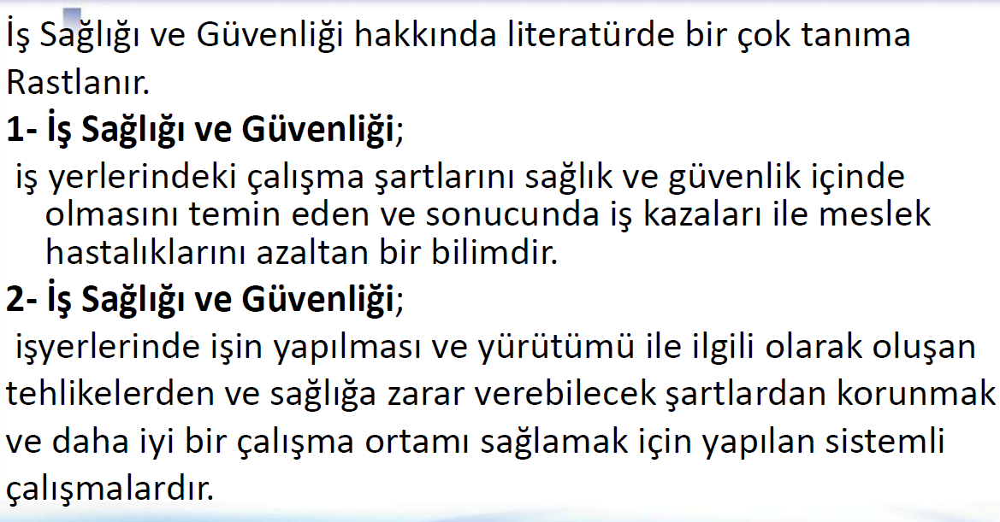 İş Sağlığı ve Güvenliği hakkında literatürde bir çok tanıma
Rastlanır.
1- İş Sağlığı ve Güvenliği;
iş yerlerindeki çalışma şartlarını sağlık ve güvenlik içinde
olmasını temin eden ve sonucunda iş kazaları ile meslek
hastalıklarını azaltan bir bilimdir.
2- İş Sağlığı ve Güvenliği;
işyerlerinde işin yapılması ve yürütümü ile ilgili olarak oluşan
tehlikelerden ve sağlığa zarar verebilecek şartlardan korunmak
ve daha iyi bir çalışma ortamı sağlamak için yapılan sistemli
çalışmalardır.